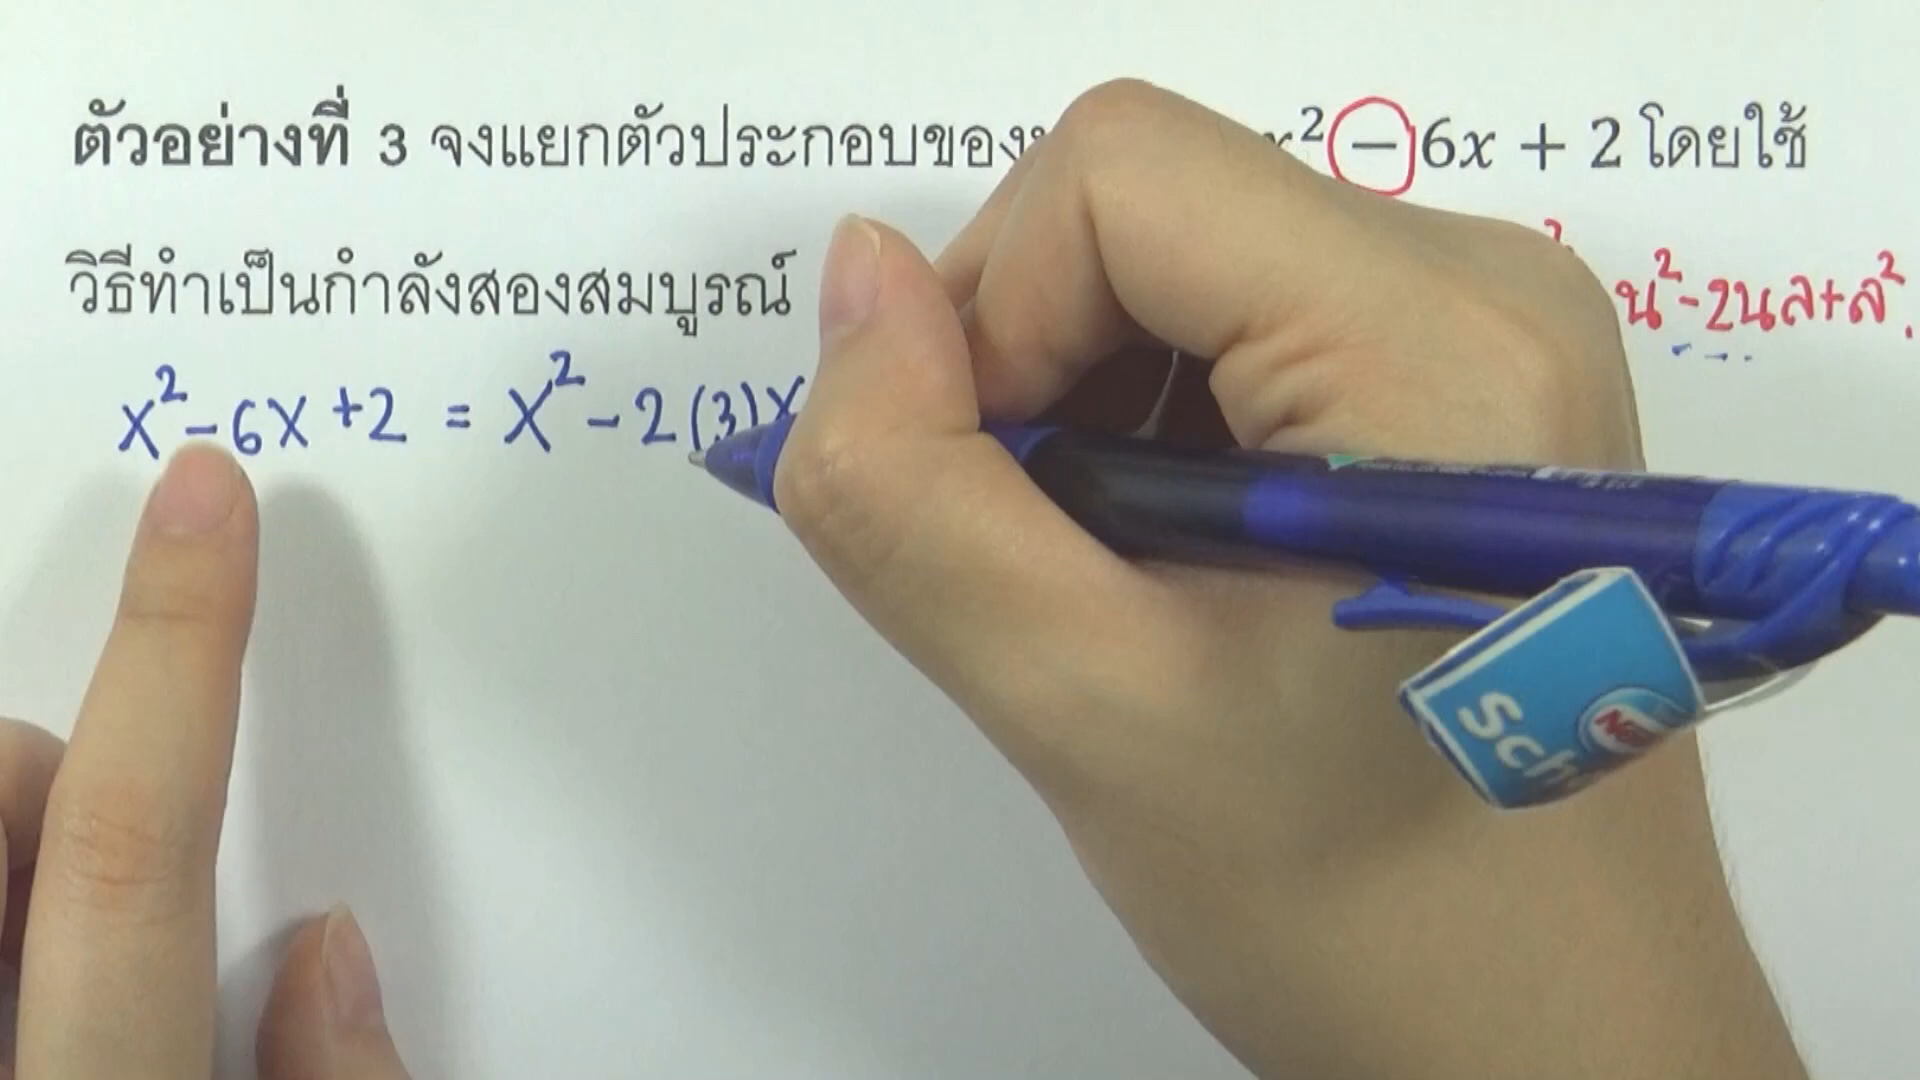 ตัวอย่างที่ 3 จงแยกตัวประกอบของ x² − 6x + 2 โดยใช้
วิธีทำเป็นกำลังสองสมบูรณ์
น² - 2นล + ล²
x² - 6x + 2 = x² - 2(3)x
Sch